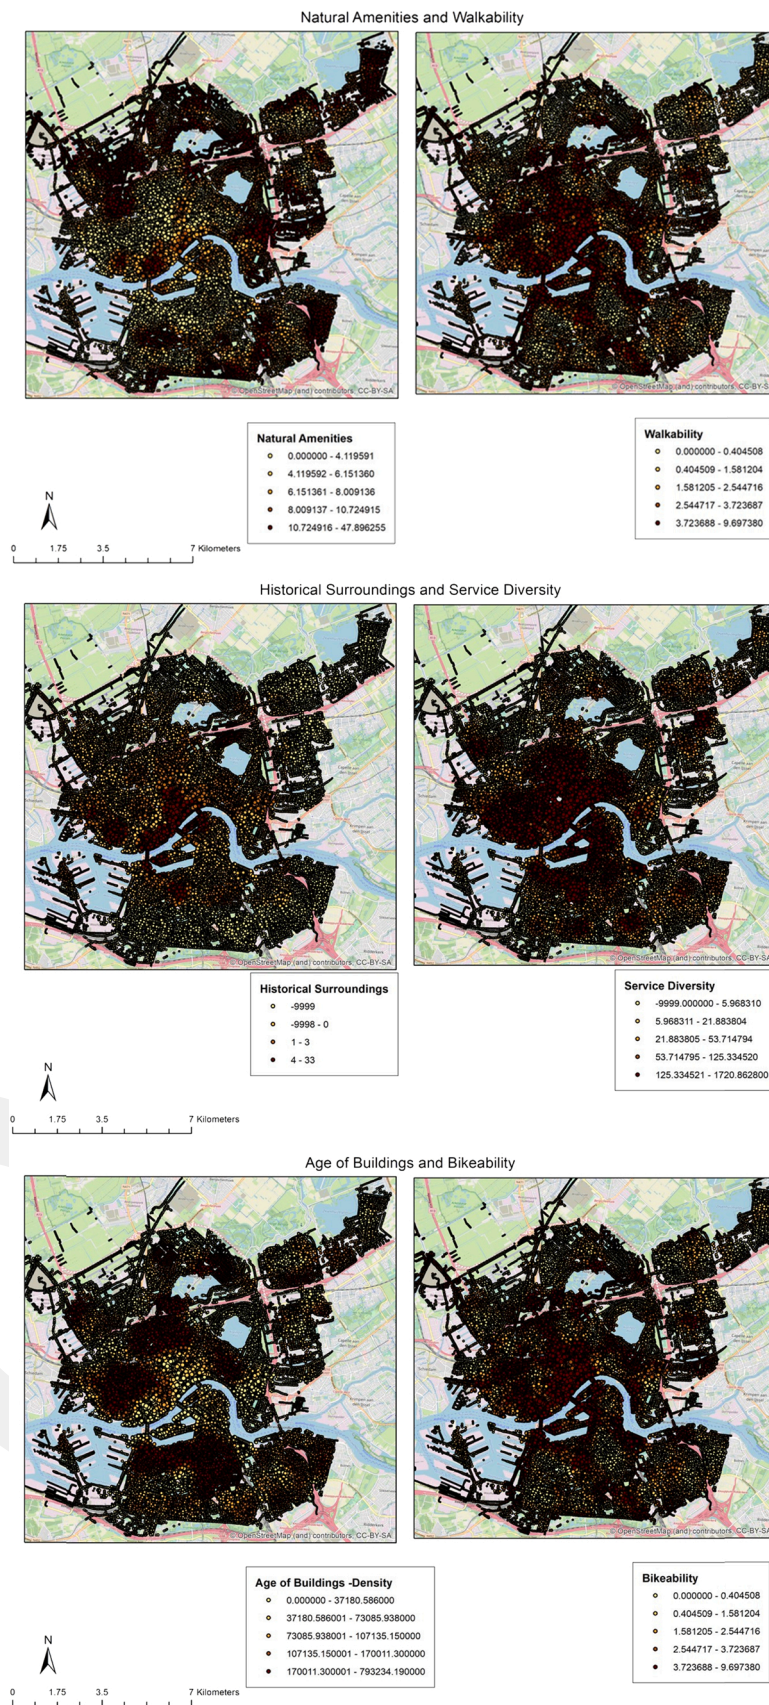 Natural Amenities and Walkability
© OpenStreetMap (and) contributors, CC-BY-SA
© OpenStreetMap (and) contributors, CC-BY-SA
Natural Amenities
0.000000 - 4.119591
4.119592 - 6.151360
6.151361 - 8.009136
8.009137 - 10.724915
10.724916 - 47.896255
Walkability
0.000000 - 0.404508
0.404509 - 1.581204
1.581205 - 2.544716
2.544717 - 3.723687
3.723688 - 9.697380
N
0 1.75 3.5 7 Kilometers
Historical Surroundings and Service Diversity
© OpenStreetMap (and) contributors, CC-BY-SA
© OpenStreetMap (and) contributors, CC-BY-SA
Historical Surroundings
-9999
-9998 - 0
1 - 3
4 - 33
Service Diversity
-9999.000000 - 5.968310
5.968311 - 21.883804
21.883805 - 53.714794
53.714795 - 125.334520
125.334521 - 1720.862800
N
0 1.75 3.5 7 Kilometers
Age of Buildings and Bikeability
© OpenStreetMap (and) contributors, CC-BY-SA
© OpenStreetMap (and) contributors, CC-BY-SA
Age of Buildings -Density
0.000000 - 37180.586000
37180.586001 - 73085.938000
73085.938001 - 107135.150000
107135.150001 - 170011.300000
170011.300001 - 793234.190000
Bikeability
0.000000 - 0.404508
0.404509 - 1.581204
1.581205 - 2.544716
2.544717 - 3.723687
3.723688 - 9.697380
N
0 1.75 3.5 7 Kilometers